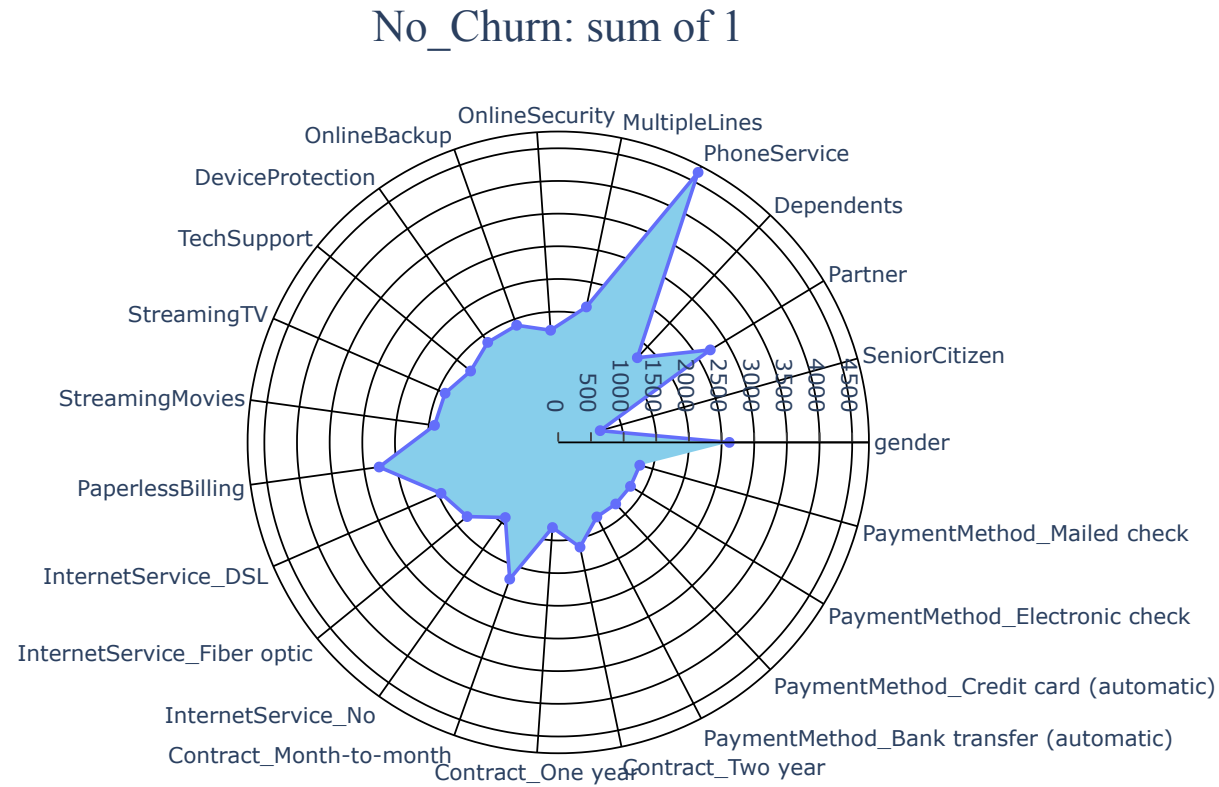 No_Churn: sum of 1
OnlineSecurity
MultipleLines
OnlineBackup
PhoneService
DeviceProtection
Dependents
TechSupport
Partner
StreamingTV
SeniorCitizen
0
500
1000
1500
2000
2500
3000
3500
4000
4500
StreamingMovies
gender
PaperlessBilling
PaymentMethod_Mailed check
InternetService_DSL
PaymentMethod_Electronic check
InternetService_Fiber optic
PaymentMethod_Credit card (automatic)
InternetService_No
PaymentMethod_Bank transfer (automatic)
Contract_Month-to-month
Contract_One year
Contract_Two year